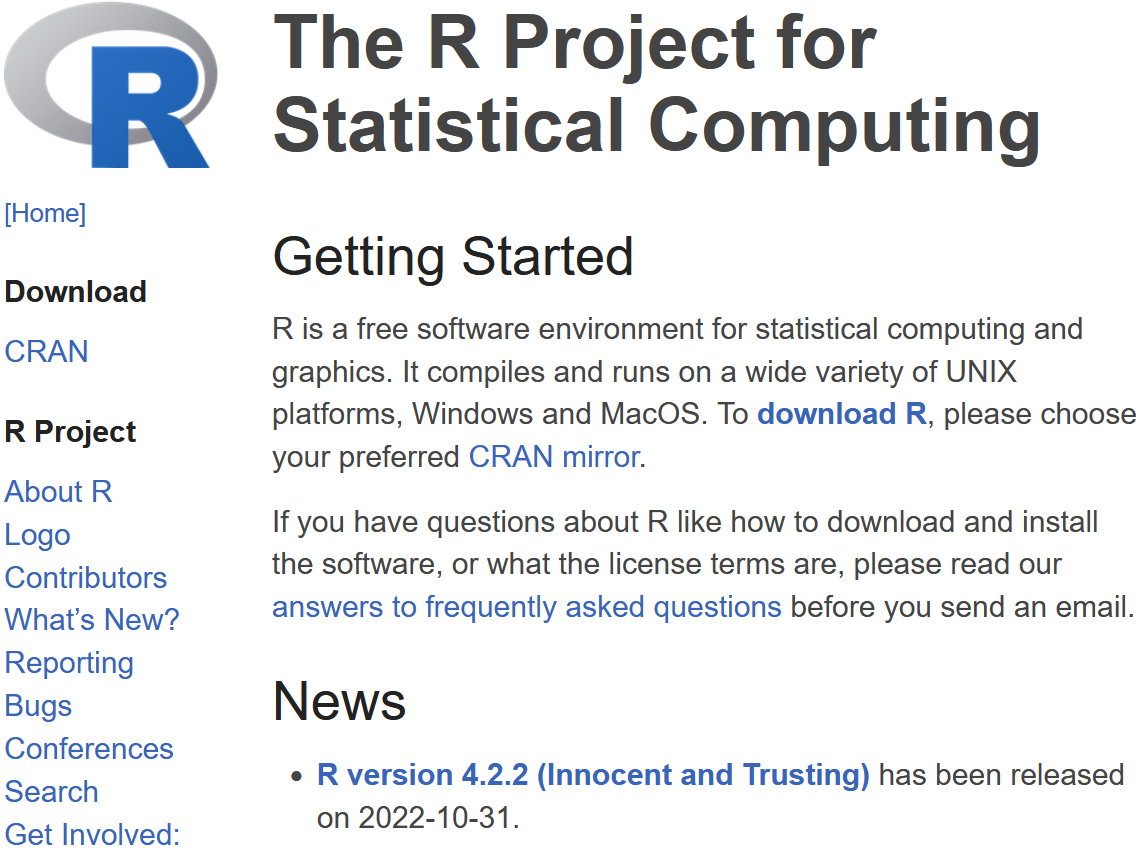 R
The R Project for
Statistical Computing
[Home]
Download
CRAN
R Project
About R
Logo
Contributors
What’s New?
Reporting
Bugs
Conferences
Search
Get Involved:
Getting Started
R is a free software environment for statistical computing and
graphics. It compiles and runs on a wide variety of UNIX
platforms, Windows and MacOS. To download R, please choose
your preferred CRAN mirror.
If you have questions about R like how to download and install
the software, or what the license terms are, please read our
answers to frequently asked questions before you send an email.
News
• R version 4.2.2 (Innocent and Trusting) has been released
on 2022-10-31.